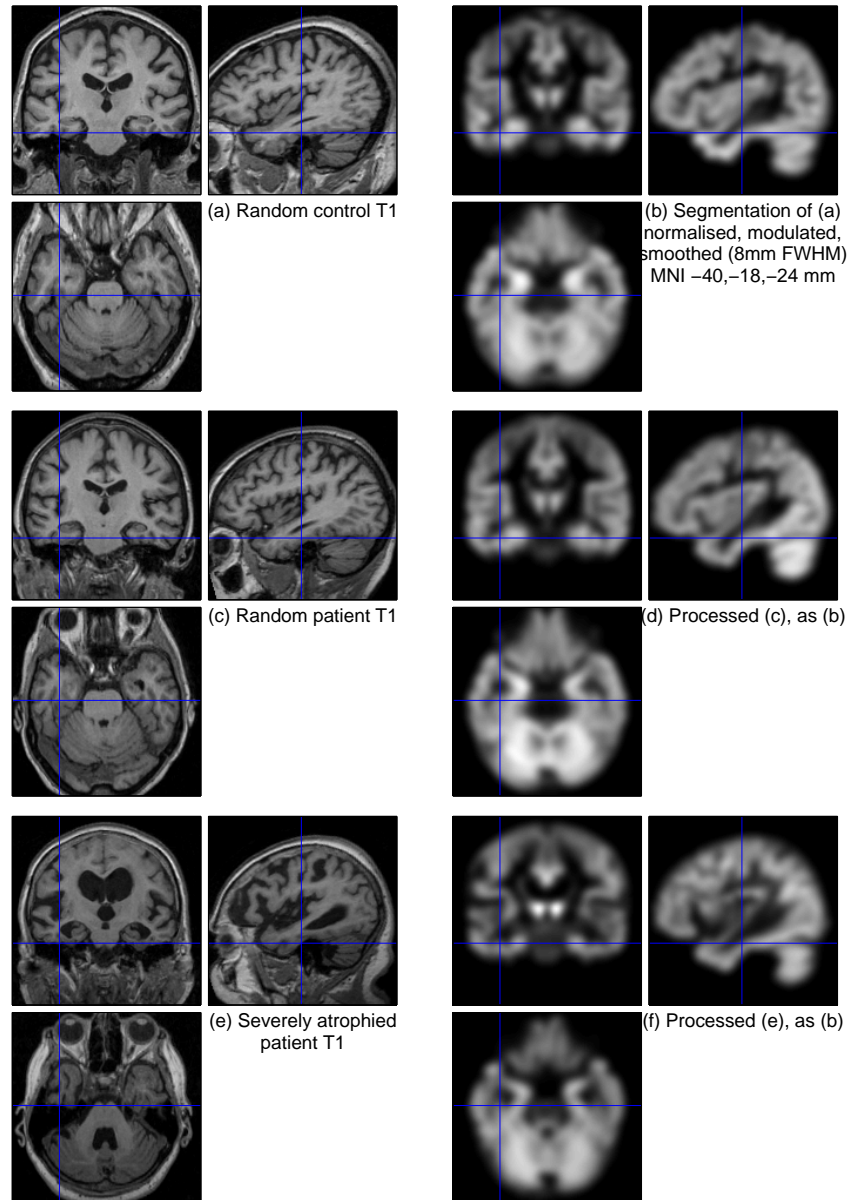 (a) Random control T1
(b) Segmentation of (a)
normalised, modulated,
smoothed (8mm FWHM)
MNI −40,−18,−24 mm
(c) Random patient T1
(d) Processed (c), as (b)
(e) Severely atrophied
patient T1
(f) Processed (e), as (b)